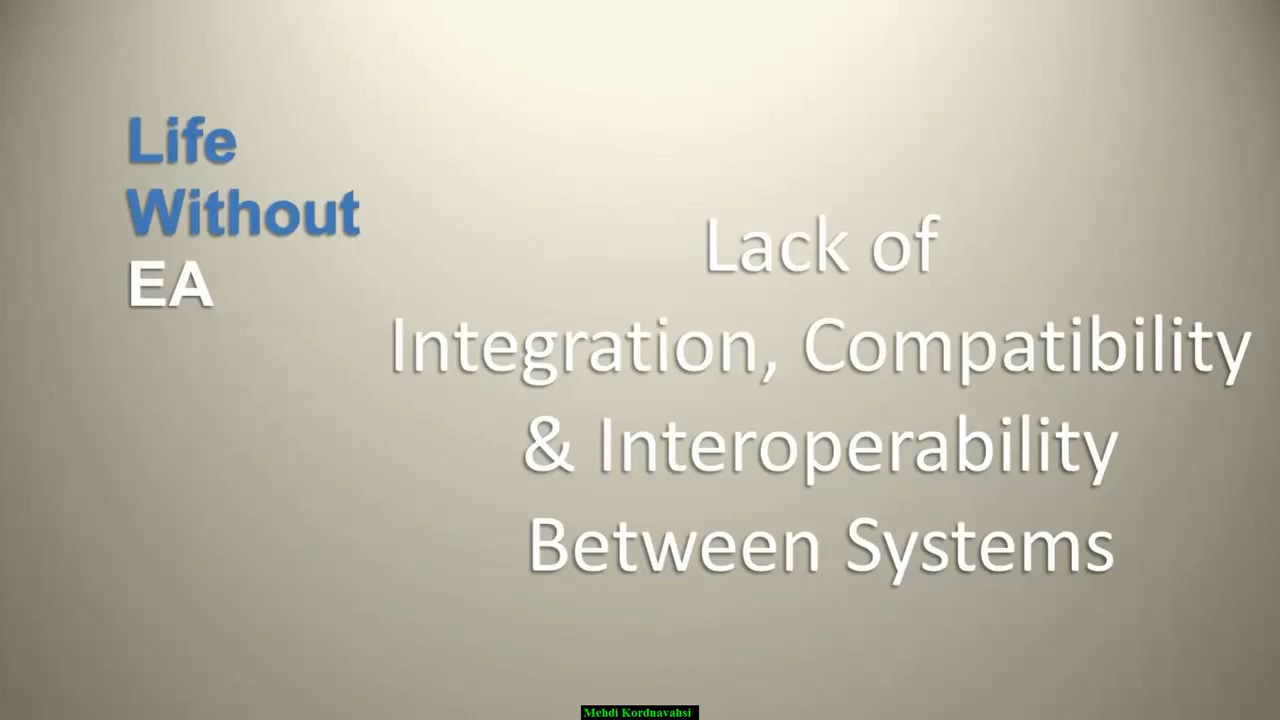 Life
Without
EA
Lack of
Integration, Compatibility
& Interoperability
Between Systems
Mehdi Kordnavahsi